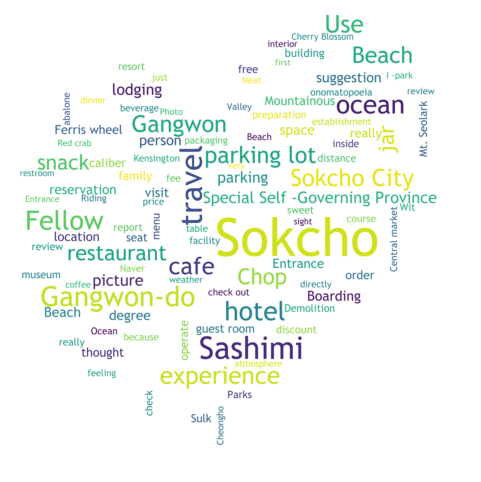 Cherry Blossom
Use
interior
building
Beach
first
resort
just
free
Neat
suggestion
I -park
onomatopoeia
review
lodging
abalone
dinner
beverage
Photo
Valley
Mountainous
ocean
preparation
establishment
Mt. Seolark
Ferris wheel
Gangwon
space
really
jar
Red crab
person
packaging
Beach
inside
snack
caliber
Kensington
travel
parking lot
distance
restroom
family
fee
very
parking
Sokcho City
Entrance
Riding
reservation
visit
price
Special Self -Governing Province
Wit
Fellow
report
menu
sweet
course
location
seat
table
Sokcho
sight
Central market
review
restaurant
facility
museum
coffee
Naver
cafe
weather
Entrance
picture
Chop
order
Gangwon-do
check out
directly
Boarding
Beach
degree
hotel
Demolition
Ocean
because
operate
guest room
discount
really
thought
Sashimi
feeling
experience
atmosphere
check
Parks
Sulk
Cheongho